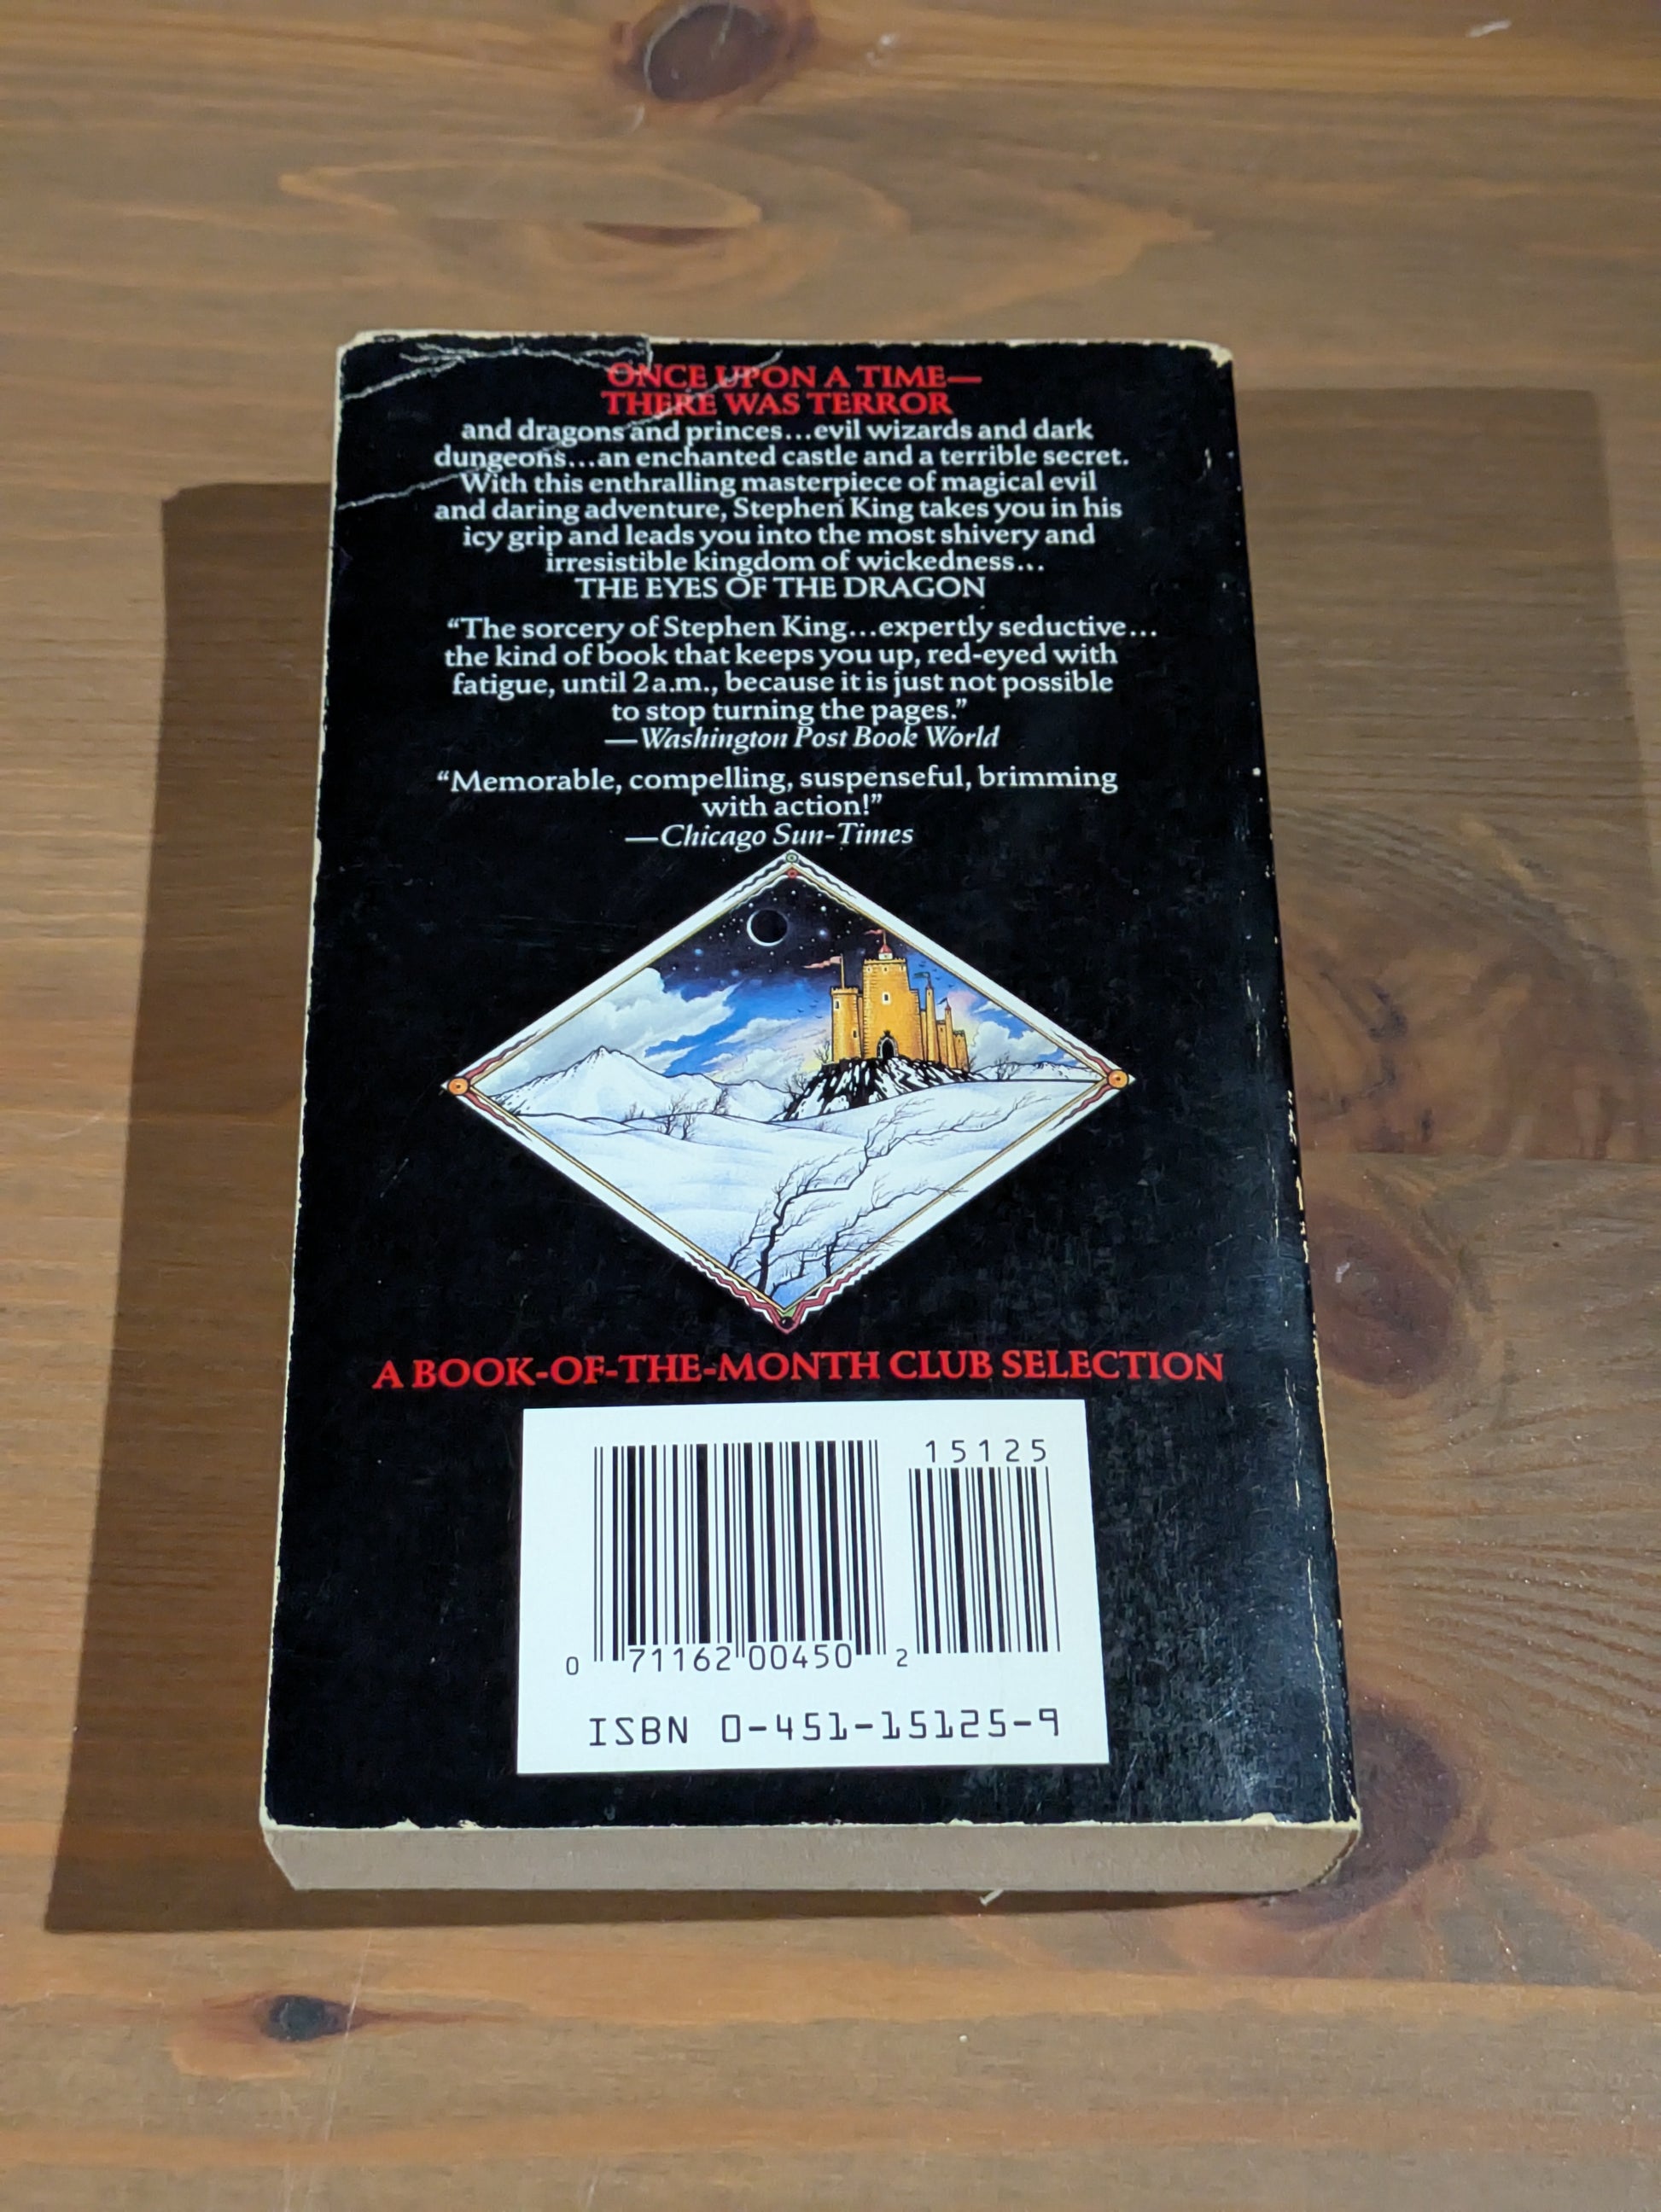 ONCE UPON A TIME—
THERE WAS TERROR
and dragons and princes...evil wizards and dark
dungeons...an enchanted castle and a terrible secret.
With this enthralling masterpiece of magical evil
and daring adventure, Stephen King takes you in his
icy grip and leads you into the most shivery and
irresistible kingdom of wickedness...
THE EYES OF THE DRAGON
“The sorcery of Stephen King...expertly seductive...
the kind of book that keeps you up, red-eyed with
fatigue, until 2 a.m., because it is just not possible
to stop turning the pages.”
—Washington Post Book World
“Memorable, compelling, suspenseful, brimming
with action!”
—Chicago Sun-Times
A BOOK-OF-THE-MONTH CLUB SELECTION
15125
0 71162 00450 2
ISBN 0-451-15125-9